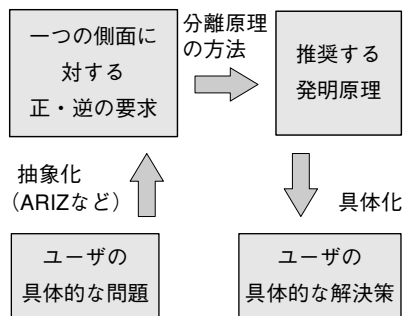 一つの側面に
対する
正・逆の要求
分離原理
の方法
推奨する
発明原理
抽象化
（ARIZなど）
具体化
ユーザの
具体的な問題
ユーザの
具体的な解決策